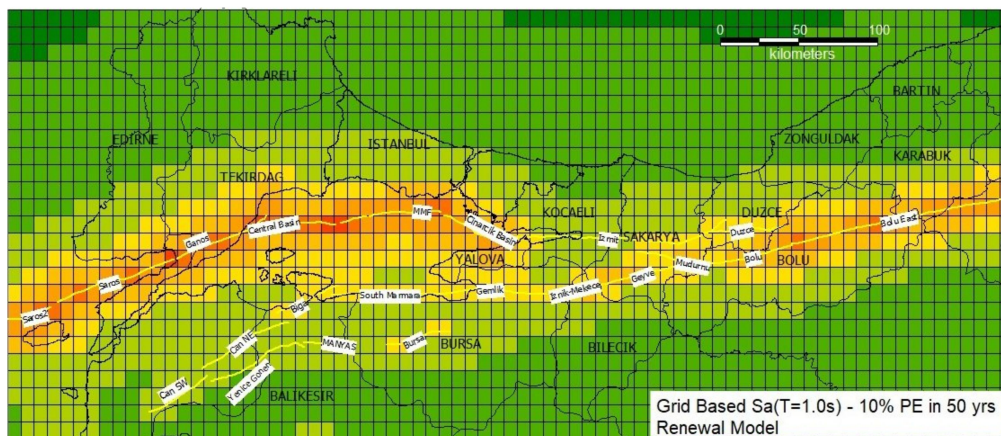 0 50 100
kilometers
KIRKLARELI
BARTIN
EDIRNE
ISTANBUL
ZONGULDAK
KARABUK
TEKIRDAG
MMF
KOCAELI
DUZCE
Bolu East
Central Basin
Cinarcik Basin
Izmit
SAKARYA
Duzce
Ganos
YALOVA
Mudurnu
Bolu
BOLU
Saros
Geyve
South Marmara
Gemlik
Iznik-Mekece
Biga
Saros2
Can NE
MANYAS
Bursa
BURSA
BILECIK
Can SW
Yenice Gonen
BALIKESIR
Grid Based Sa(T=1.0s) - 10% PE in 50 yrs
Renewal Model